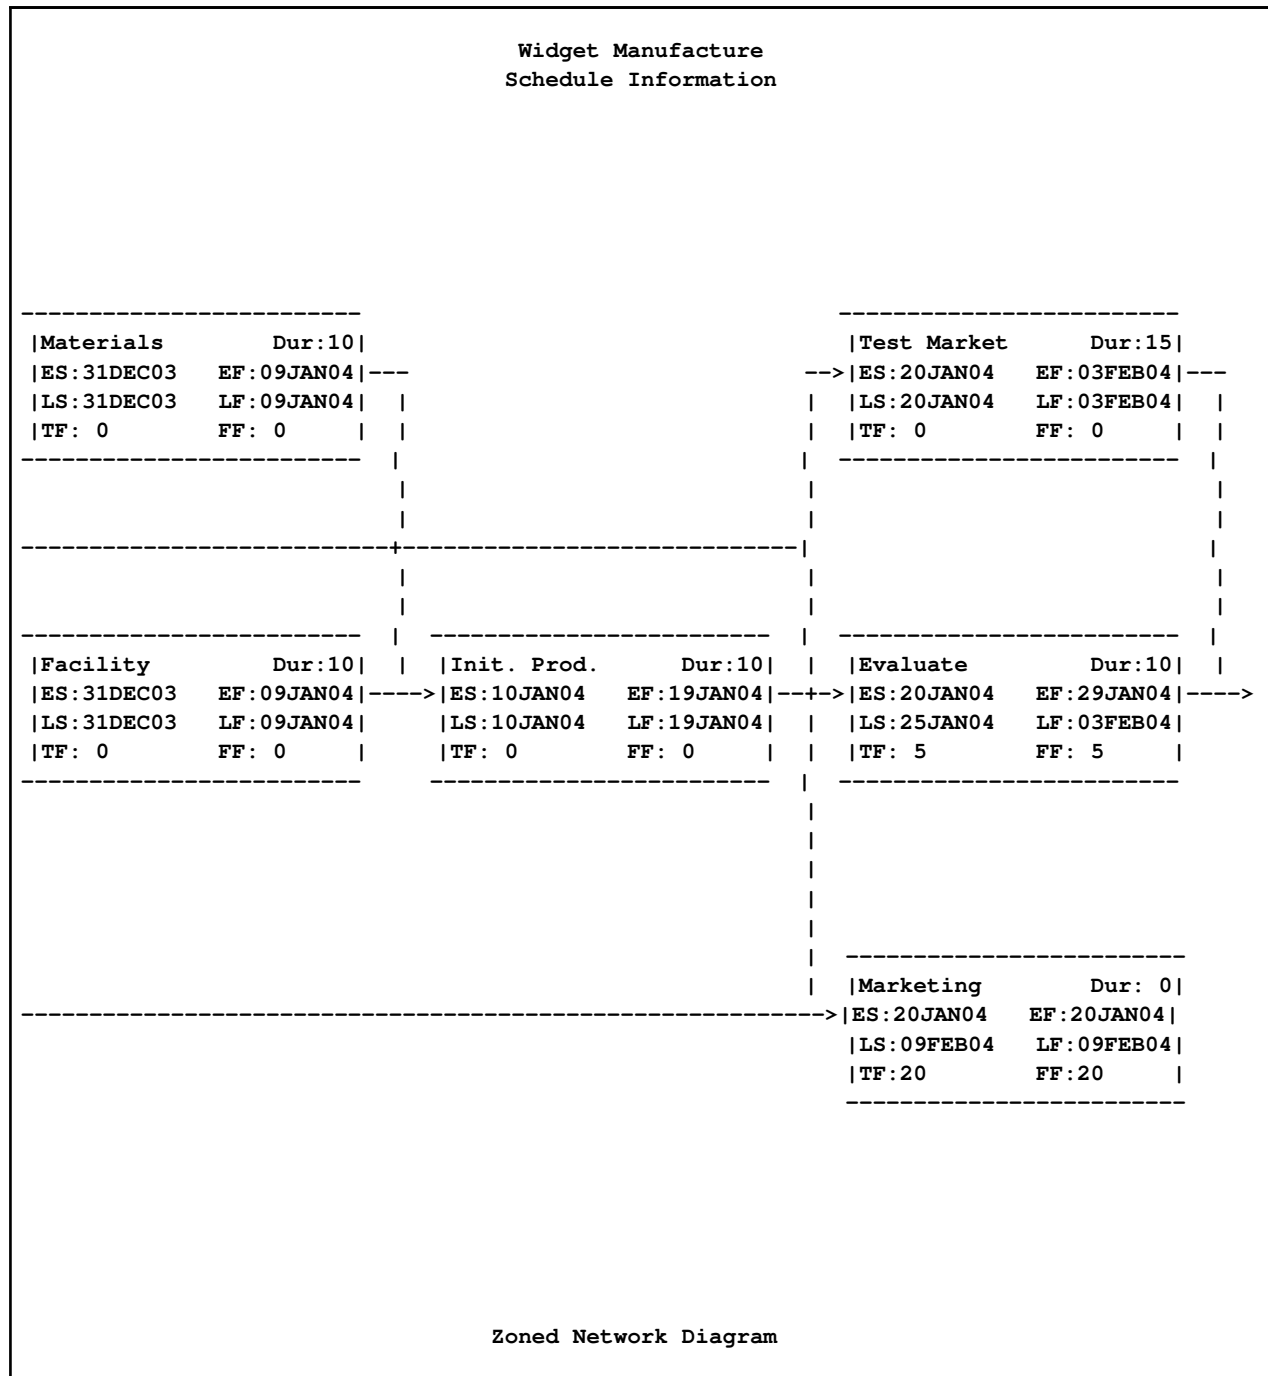 Widget Manufacture
Schedule Information
|Materials Dur:10| |Test Market Dur:15|
|ES:31DEC03 EF:09JAN04|--- -->|ES:20JAN04 EF:03FEB04|---
|LS:31DEC03 LF:09JAN04| | | |LS:20JAN04 LF:03FEB04| |
|TF: 0 FF: 0 | | | |TF: 0 FF: 0 | |
|Facility Dur:10| | |Init. Prod. Dur:10| | |Evaluate Dur:10| |
|ES:31DEC03 EF:09JAN04|---->|ES:10JAN04 EF:19JAN04|--+->|ES:20JAN04 EF:29JAN04|---->
|LS:31DEC03 LF:09JAN04| |LS:10JAN04 LF:19JAN04| | |LS:25JAN04 LF:03FEB04|
|TF: 0 FF: 0 | |TF: 0 FF: 0 | | |TF: 5 FF: 5 |
| |Marketing Dur: 0|
>|ES:20JAN04 EF:20JAN04|
|LS:09FEB04 LF:09FEB04|
|TF:20 FF:20 |
Zoned Network Diagram